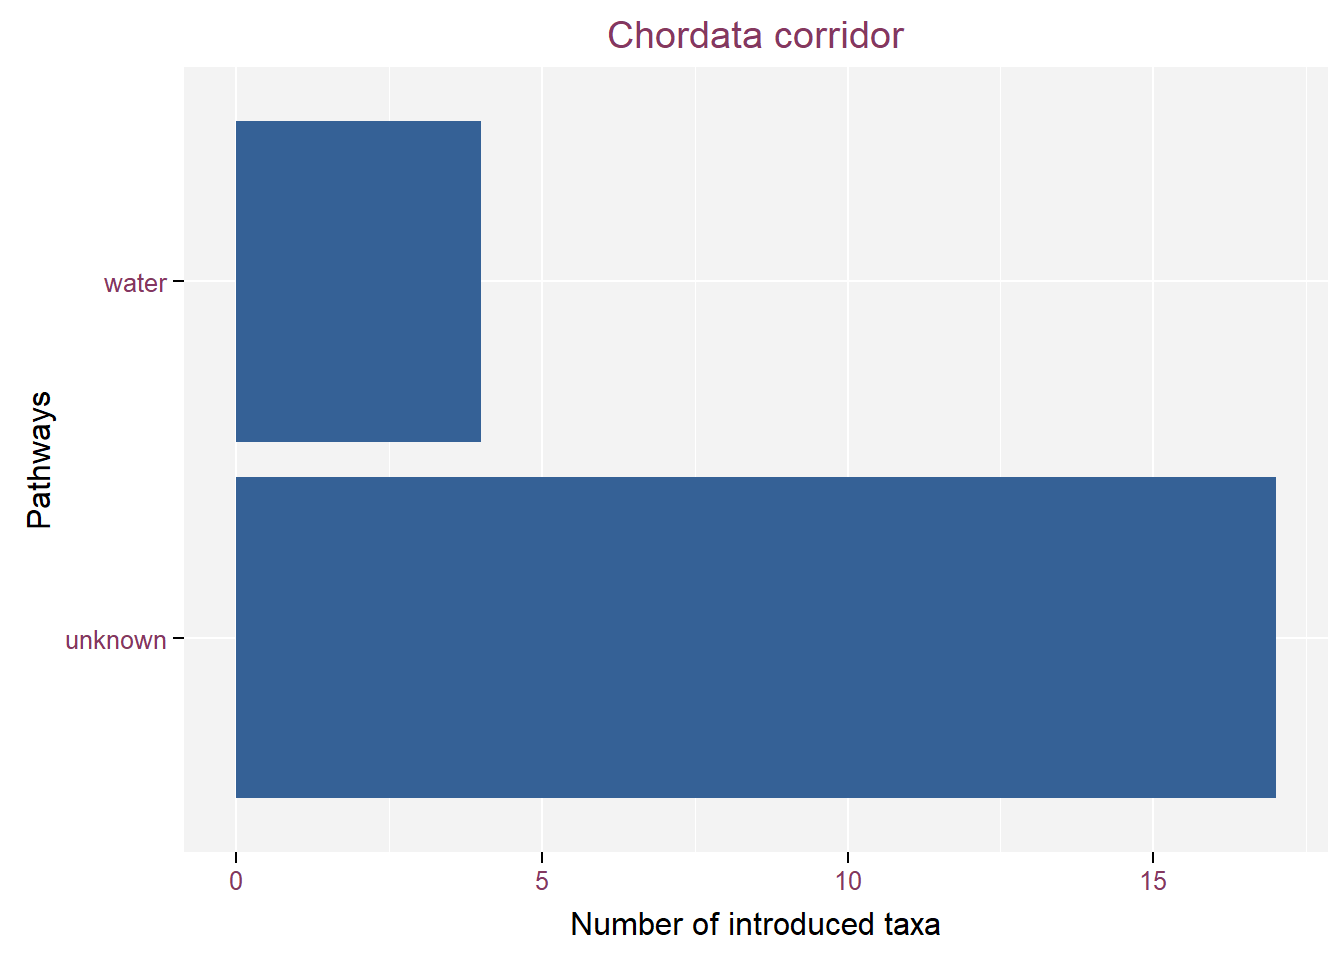 Chordata corridor
water
unknown
Pathways
0 5 10 15
Number of introduced taxa